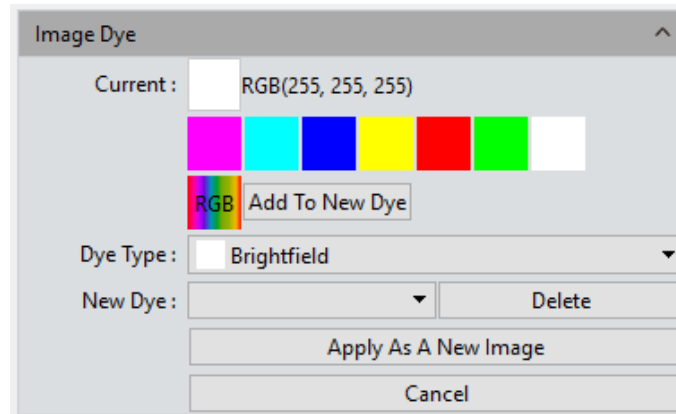 Image Dye
Current : RGB(255, 255, 255)
RGB Add To New Dye
Dye Type : Brightfield
New Dye : Delete
Apply As A New Image
Cancel